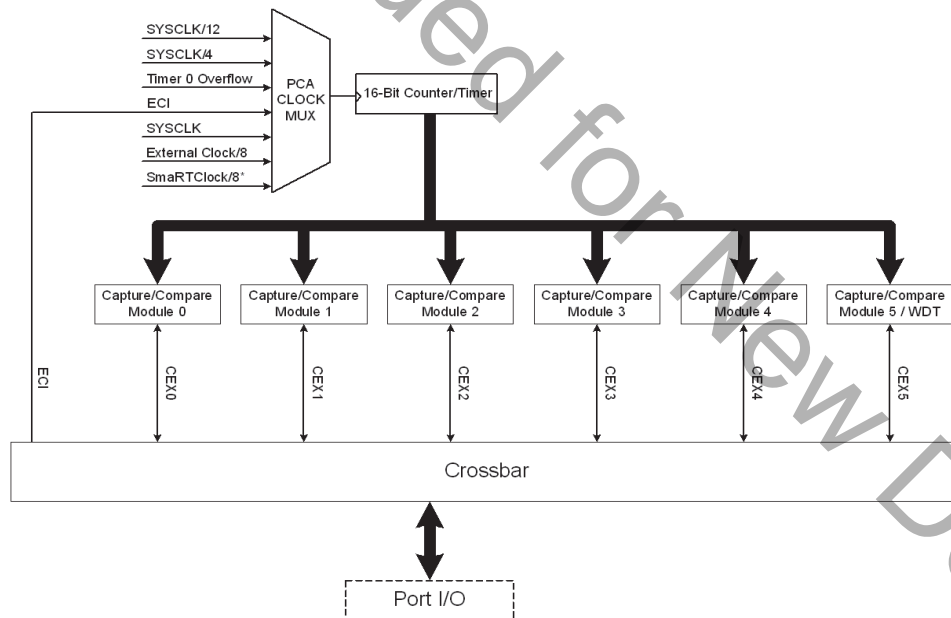 SYSCLK/12
SYSCLK/4
Timer 0 Overflow
ECI
SYSCLK
External Clock/8
SmaRTClock/8*
PCA
CLOCK
MUX
16-Bit Counter/Timer
Capture/Compare
Module 0
Capture/Compare
Module 1
Capture/Compare
Module 2
Capture/Compare
Module 3
Capture/Compare
Module 4
Capture/Compare
Module 5 / WDT
ECI
CEX0
CEX1
CEX2
CEX3
CEX4
CEX5
Crossbar
Port I/O
for New